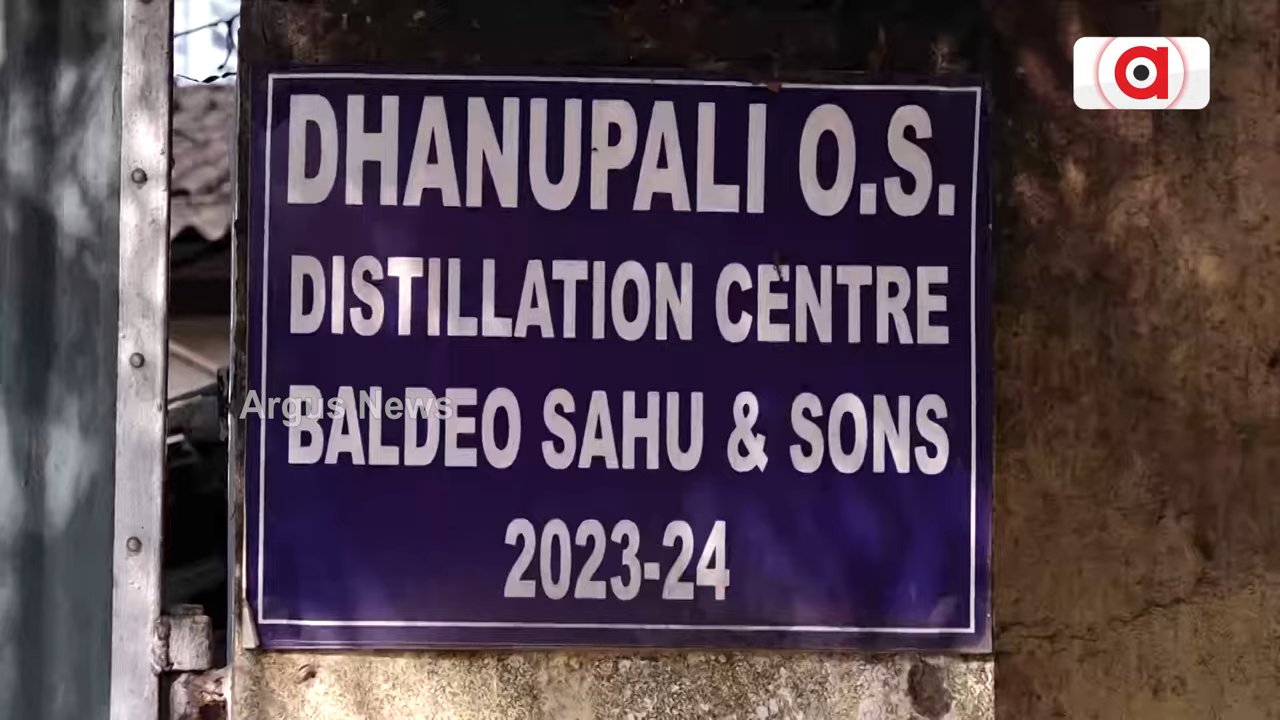 DHANUPALI O.S.
DISTILLATION CENTRE
BALDEO SAHU & SONS
2023-24
Argus News
a